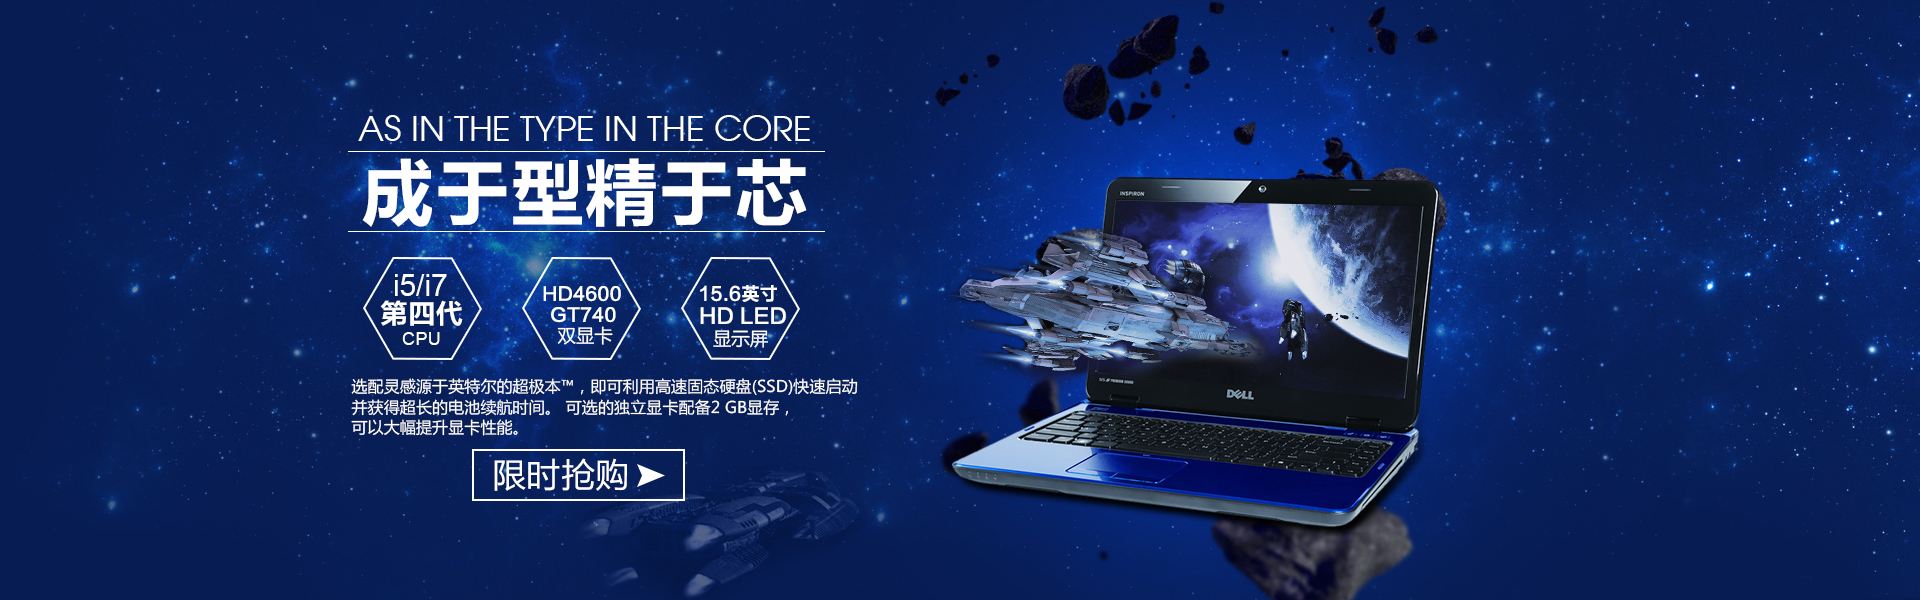 AS IN THE TYPE IN THE CORE
成于型精于芯
i5/i7
第四代
CPU
HD4600
GT740
双显卡
15.6英寸
HD LED
显示屏
选配灵感源于英特尔的超极本™，即可利用高速固态硬盘(SSD)快速启动
并获得超长的电池续航时间。 可选的独立显卡配备2 GB显存，
可以大幅提升显卡性能。
限时抢购
INSPIRON
DELL